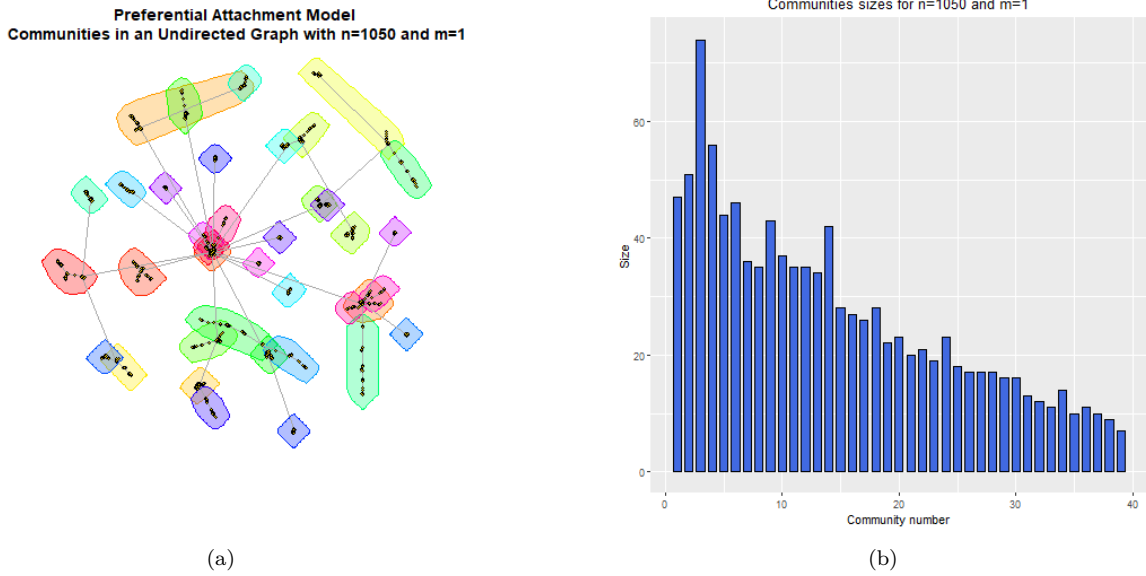 Preferential Attachment Model
Communities in an Undirected Graph with n=1050 and m=1
Communities sizes for n=1050 and m=1
60
40
20
0
Size
0
10
20
30
40
Community number
(a)
(b)